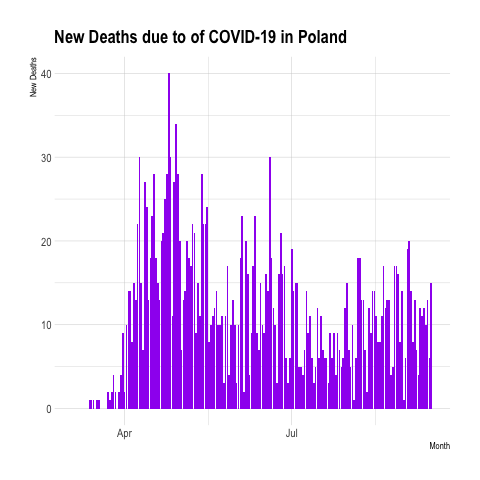 New Deaths due to of COVID-19 in Poland
New Deaths
40
30
20
10
0
Apr
Jul
Month